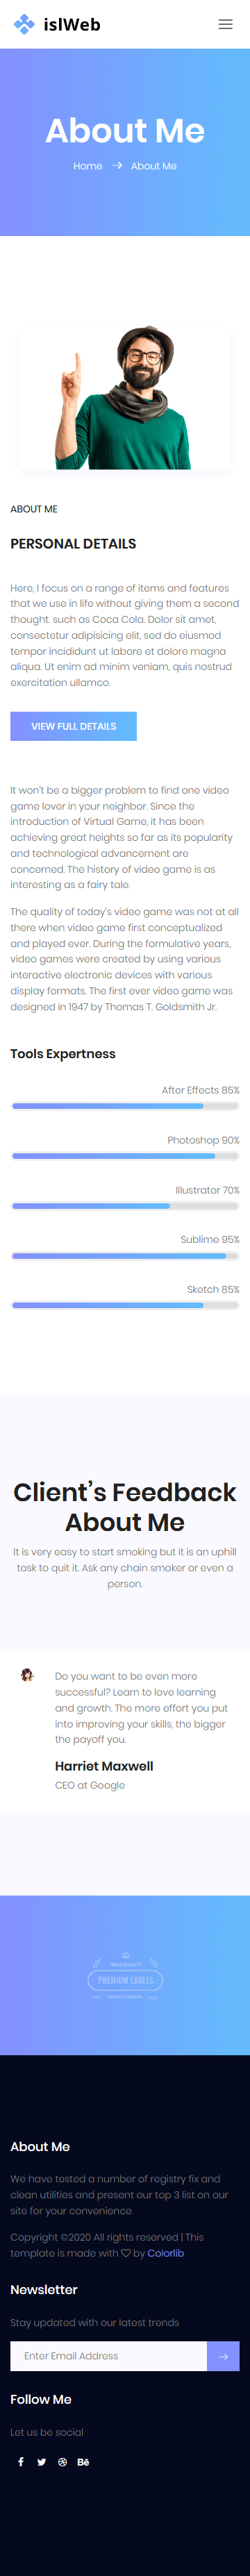 islWeb
About Me
Home → About Me
ABOUT ME
PERSONAL DETAILS
Here, I focus on a range of items and features
that we use in life without giving them a second
thought. such as Coca Cola. Dolor sit amet,
consectetur adipisicing elit, sed do eiusmod
tempor incididunt ut labore et dolore magna
aliqua. Ut enim ad minim veniam, quis nostrud
exercitation ullamco.
VIEW FULL DETAILS
It won't be a bigger problem to find one video
game lover in your neighbor. Since the
introduction of Virtual Game, it has been
achieving great heights so far as its popularity
and technological advancement are
concerned. The history of video game is as
interesting as a fairy tale.
The quality of today's video game was not at all
there when video game first conceptualized
and played ever. During the formulative years,
video games were created by using various
interactive electronic devices with various
display formats. The first ever video game was
designed in 1947 by Thomas T. Goldsmith Jr.
Tools Expertness
After Effects 85%
Photoshop 90%
Illustrator 70%
Sublime 95%
Sketch 85%
Client's Feedback
About Me
It is very easy to start smoking but it is an uphill
task to quit it. Ask any chain smoker or even a
person.
Do you want to be even more
successful? Learn to love learning
and growth. The more effort you put
into improving your skills, the bigger
the payoff you.
Harriet Maxwell
CEO at Google
HIGH QUALITY
PREMIUM LABELS
About Me
We have tested a number of registry fix and
clean utilities and present our top 3 list on our
site for your convenience.
Copyright ©2020 All rights reserved | This
template is made with ♡ by Colorlib
Newsletter
Stay updated with our latest trends
Enter Email Address
Follow Me
Let us be social